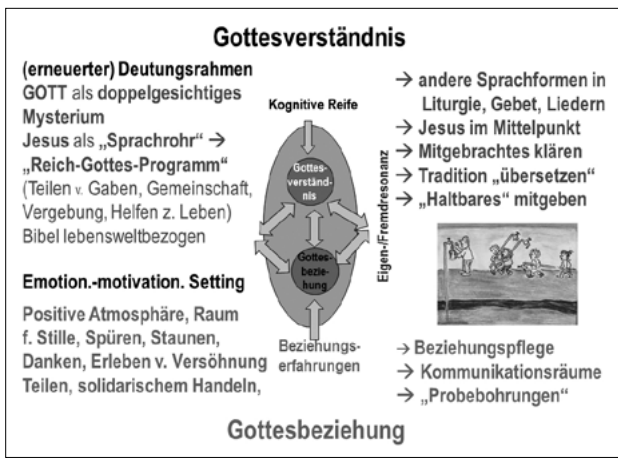 Gottesverständnis
(erneuerter) Deutungsrahmen
GOTT als doppelgesichtiges
Mysterium
Jesus als „Sprachrohr“ →
„Reich-Gottes-Programm“
(Teilen v. Gaben, Gemeinschaft,
Vergebung, Helfen z. Leben)
Bibel lebensweltbezogen
Emotion.-motivation. Setting
Positive Atmosphäre, Raum
f. Stille, Spüren, Staunen,
Danken, Erleben v. Versöhnung
Teilen, solidarischem Handeln,
Kognitive Reife
Gottes-
verständ-
nis
Gottes-
bezie-
hung
Beziehungs-
erfahrungen
Eigen-/Fremdresonanz
→ andere Sprachformen in
Liturgie, Gebet, Liedern
→ Jesus im Mittelpunkt
→ Mitgebrachtes klären
→ Tradition „übersetzen“
→ „Haltbares“ mitgeben
→ Beziehungspflege
→ Kommunikationsräume
→ „Probebohrungen“
Gottesbeziehung